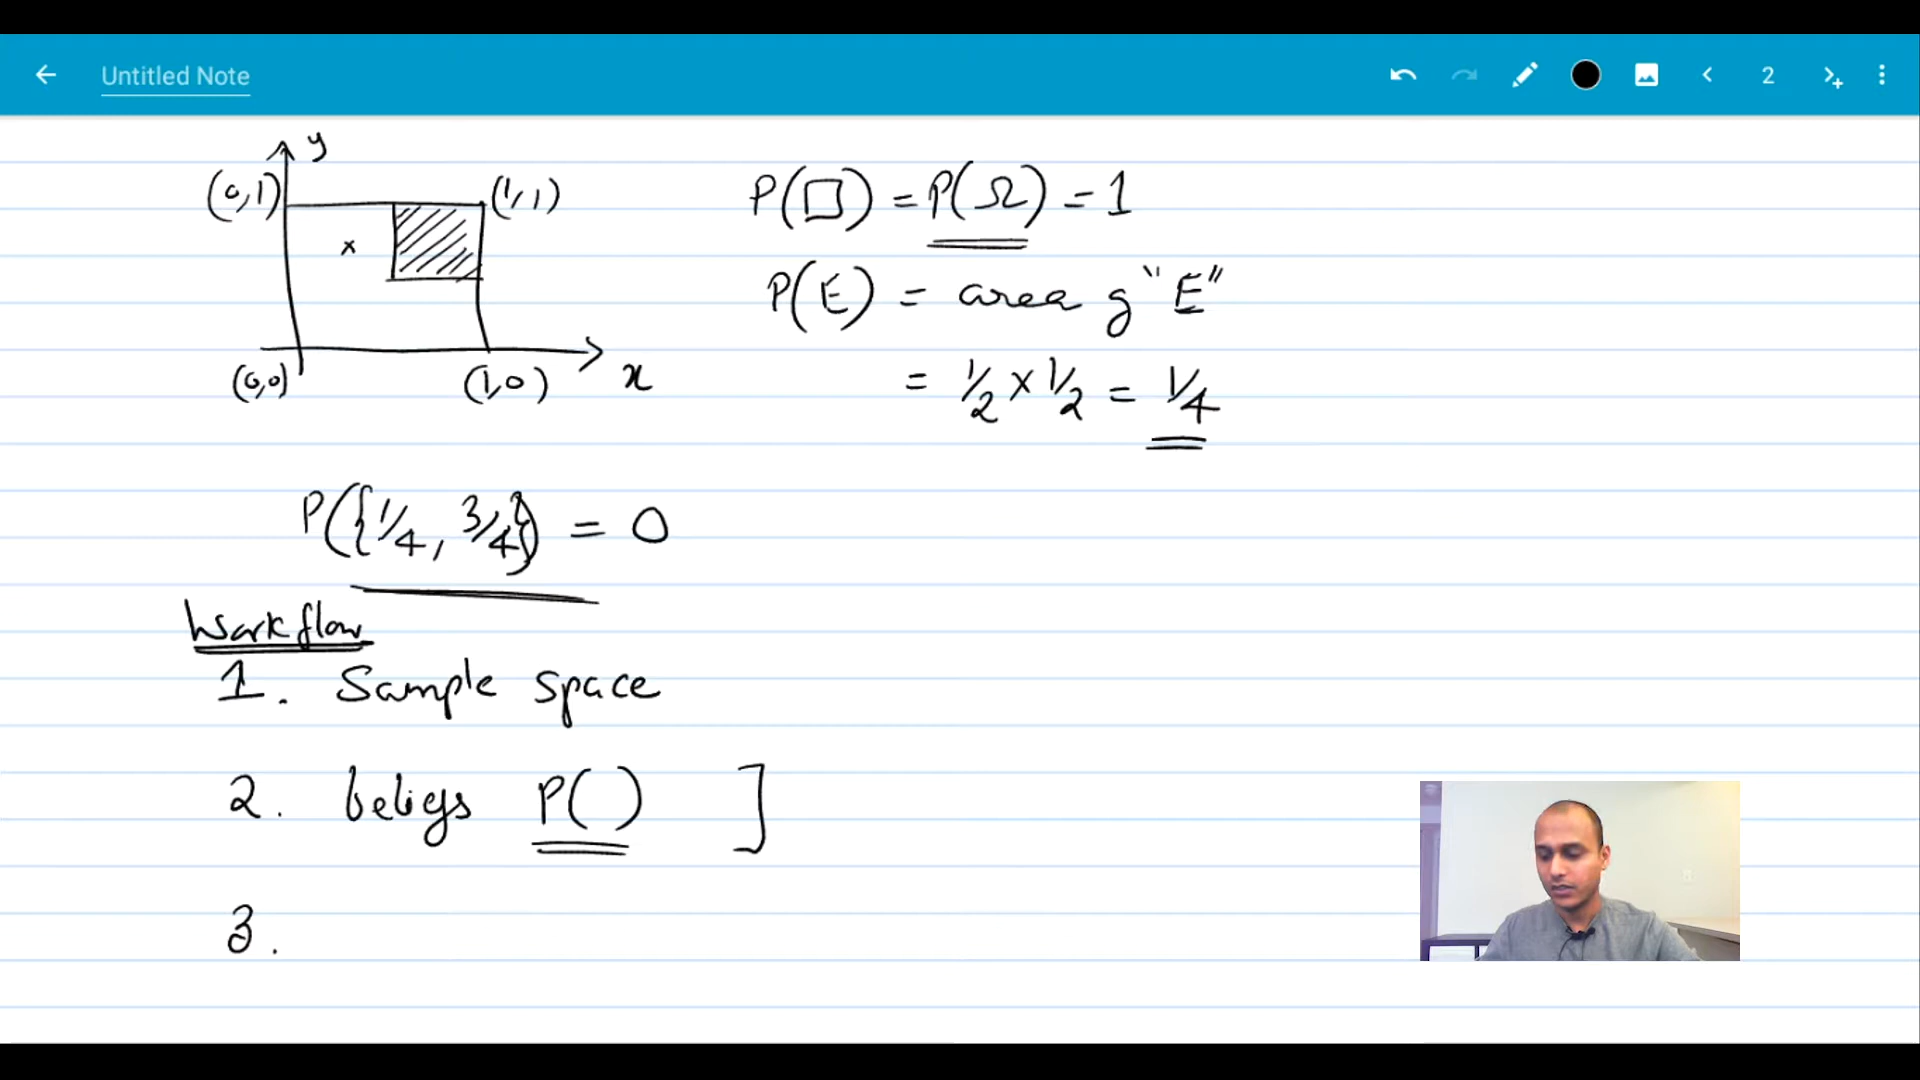 Untitled Note
2
y
(0,1)
(1,1)
x
(0,0)
(1,0)
x
P(□) = P(Ω) = 1
P(E) = area of "E"
= 1/2 x 1/2 = 1/4
P({1/4, 3/4}) = 0
Workflow
1. Sample space
2. beliefs P( ) ]
3.